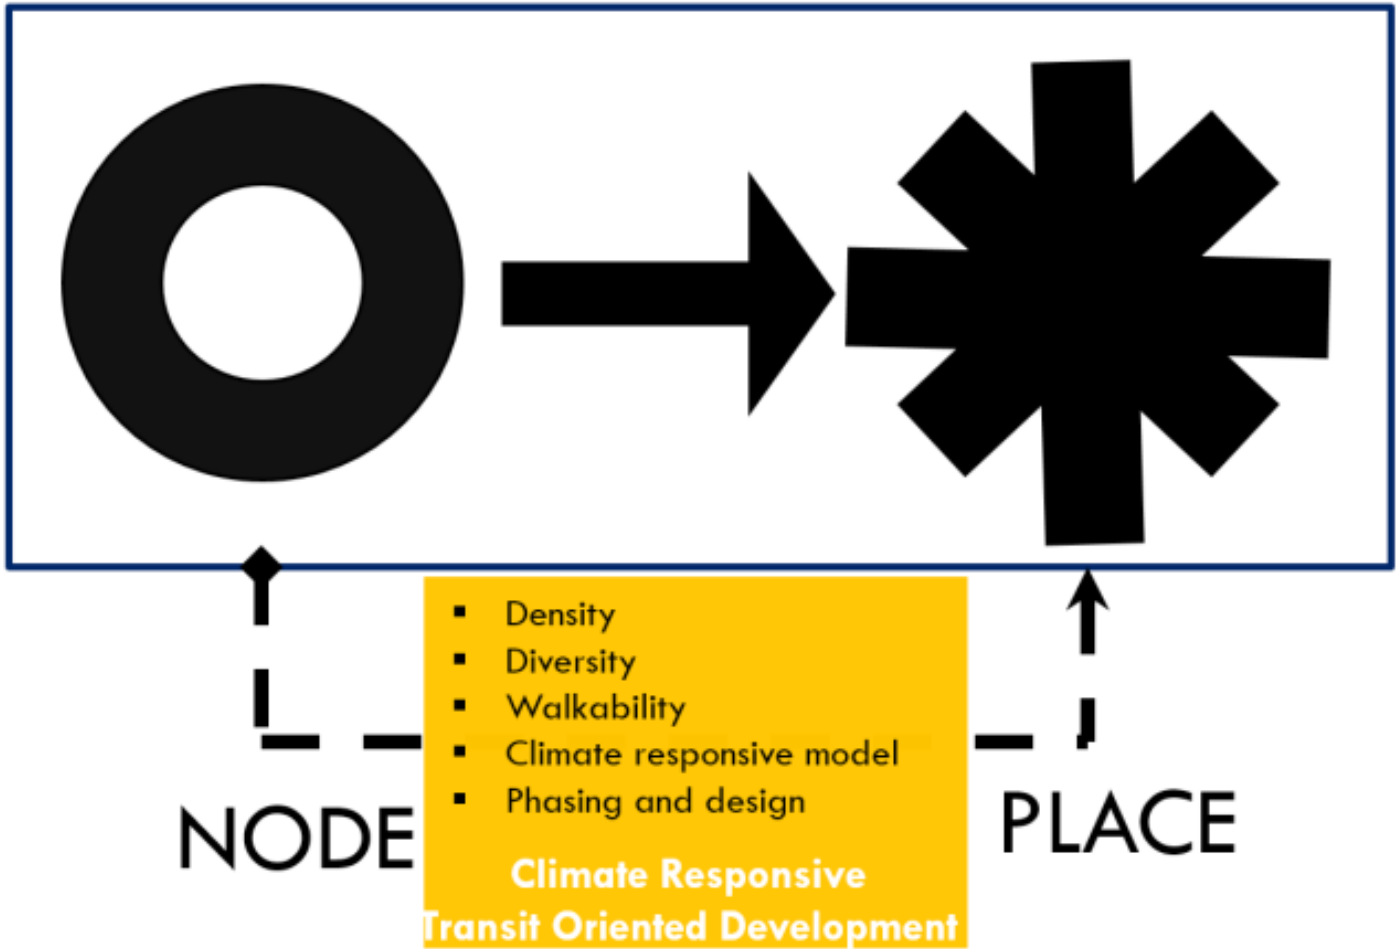 Density
Diversity
Walkability
Climate responsive model
Phasing and design
NODE
PLACE
Climate Responsive
Transit Oriented Development